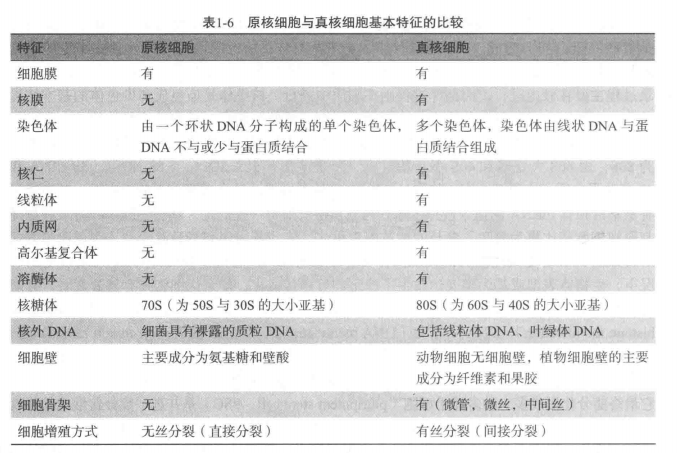 表1-6 原核细胞与真核细胞基本特征的比较
特征 原核细胞 真核细胞
细胞膜 有 有
核膜 无 有
染色体 由一个环状 DNA 分子构成的单个染色体， 多个染色体，染色体由线状 DNA 与蛋
DNA 不与或少与蛋白质结合 白质结合组成
核仁 无 有
线粒体 无 有
内质网 无 有
高尔基复合体 无 有
溶酶体 无 有
核糖体 70S（为 50S 与 30S 的大小亚基） 80S（为 60S 与 40S 的大小亚基）
核外 DNA 细菌具有裸露的质粒 DNA 包括线粒体 DNA、叶绿体 DNA
细胞壁 主要成分为氨基糖和壁酸 动物细胞无细胞壁，植物细胞壁的主要
成分为纤维素和果胶
细胞骨架 无 有（微管，微丝，中间丝）
细胞增殖方式 无丝分裂（直接分裂） 有丝分裂（间接分裂）